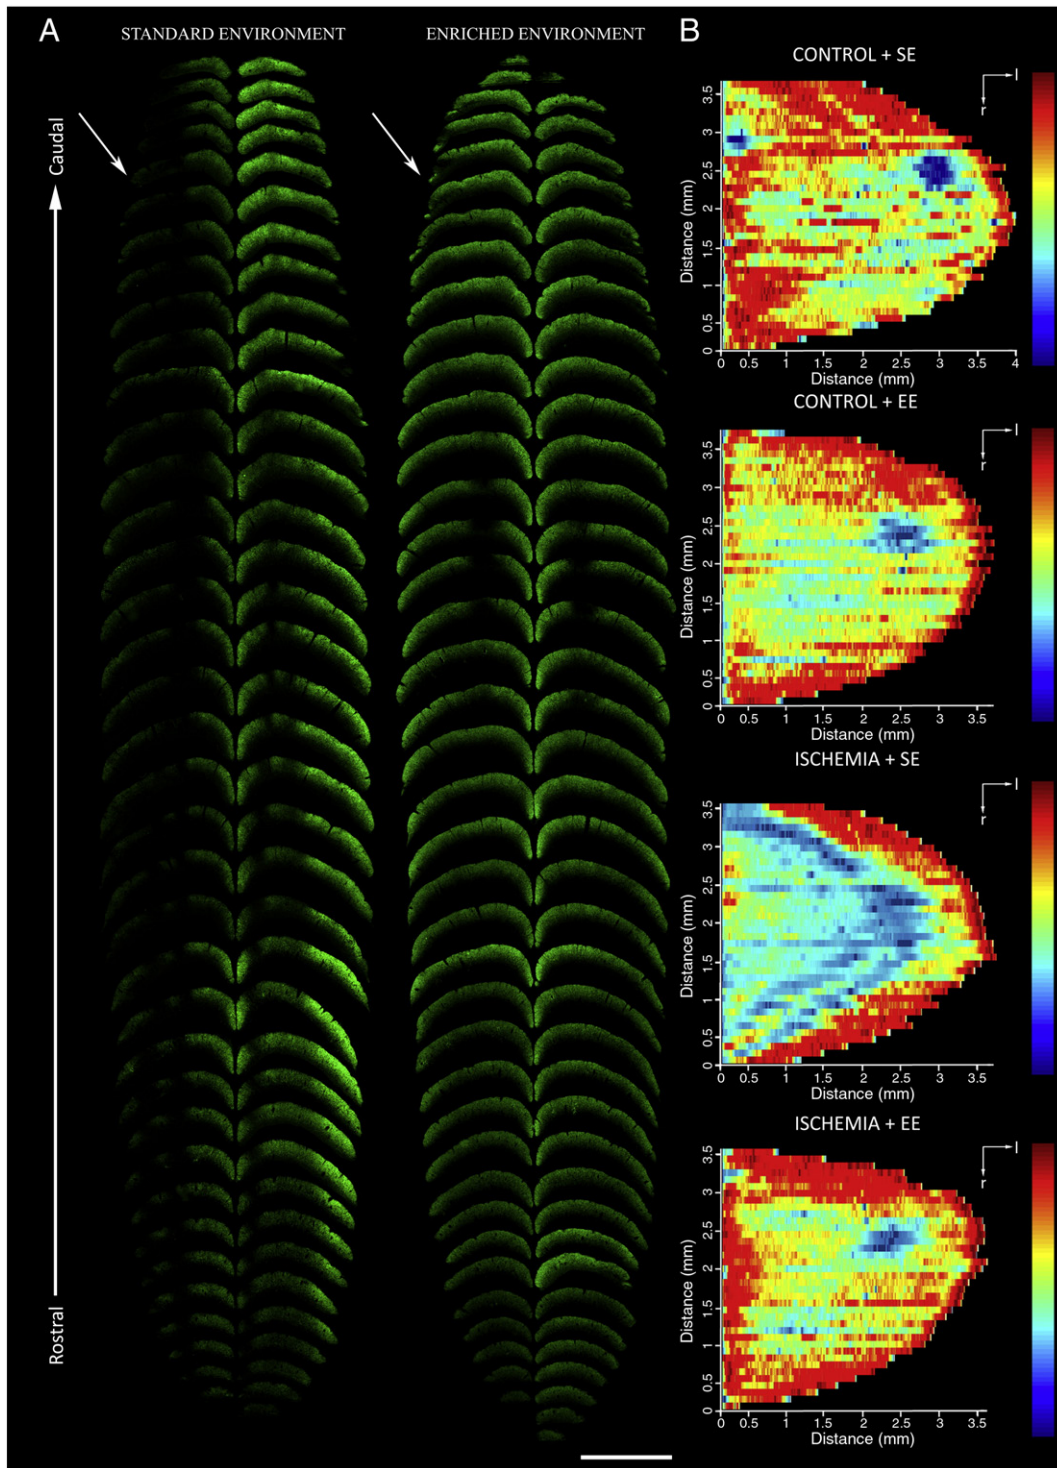 A
STANDARD ENVIRONMENT
ENRICHED ENVIRONMENT
Caudal
Rostral
B
CONTROL + SE
l
r
3.5
3
2.5
2
1.5
1
0.5
0
Distance (mm)
0 0.5 1 1.5 2 2.5 3 3.5 4
Distance (mm)
CONTROL + EE
l
r
3.5
3
2.5
2
1.5
1
0.5
0
Distance (mm)
0 0.5 1 1.5 2 2.5 3 3.5
Distance (mm)
ISCHEMIA + SE
l
r
3.5
3
2.5
2
1.5
1
0.5
0
Distance (mm)
0 0.5 1 1.5 2 2.5 3 3.5
Distance (mm)
ISCHEMIA + EE
l
r
3.5
3
2.5
2
1.5
1
0.5
0
Distance (mm)
0 0.5 1 1.5 2 2.5 3 3.5
Distance (mm)